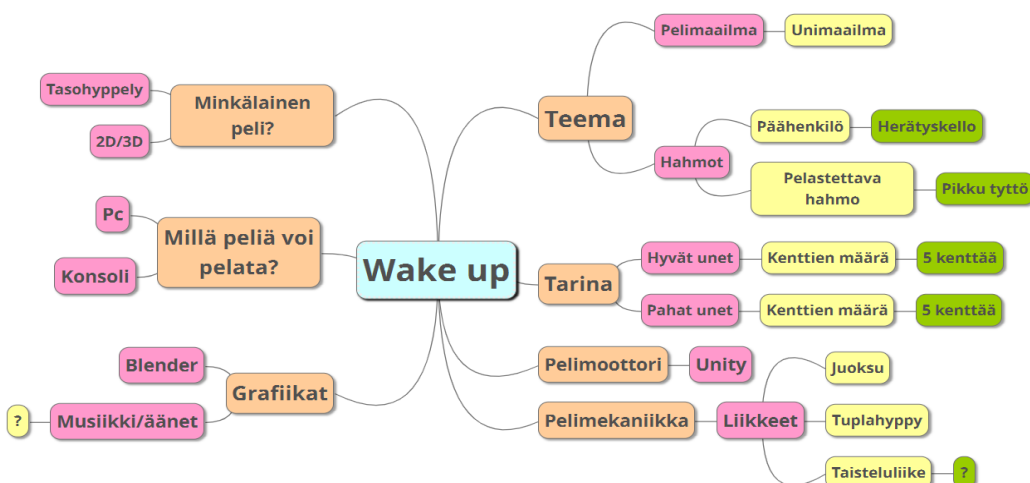 Wake up
Minkälainen
peli?
Tasohyppely
2D/3D
Millä peliä voi
pelata?
Pc
Konsoli
Grafiikat
Blender
Musiikki/äänet
?
Teema
Pelimaailma
Unimaailma
Hahmot
Päähenkilö
Herätyskello
Pelastettava
hahmo
Pikku tyttö
Tarina
Hyvät unet
Kenttien määrä
5 kenttää
Pahat unet
Kenttien määrä
5 kenttää
Pelimoottori
Unity
Pelimekaniikka
Liikkeet
Juoksu
Tuplahyppy
Taisteluliike
?